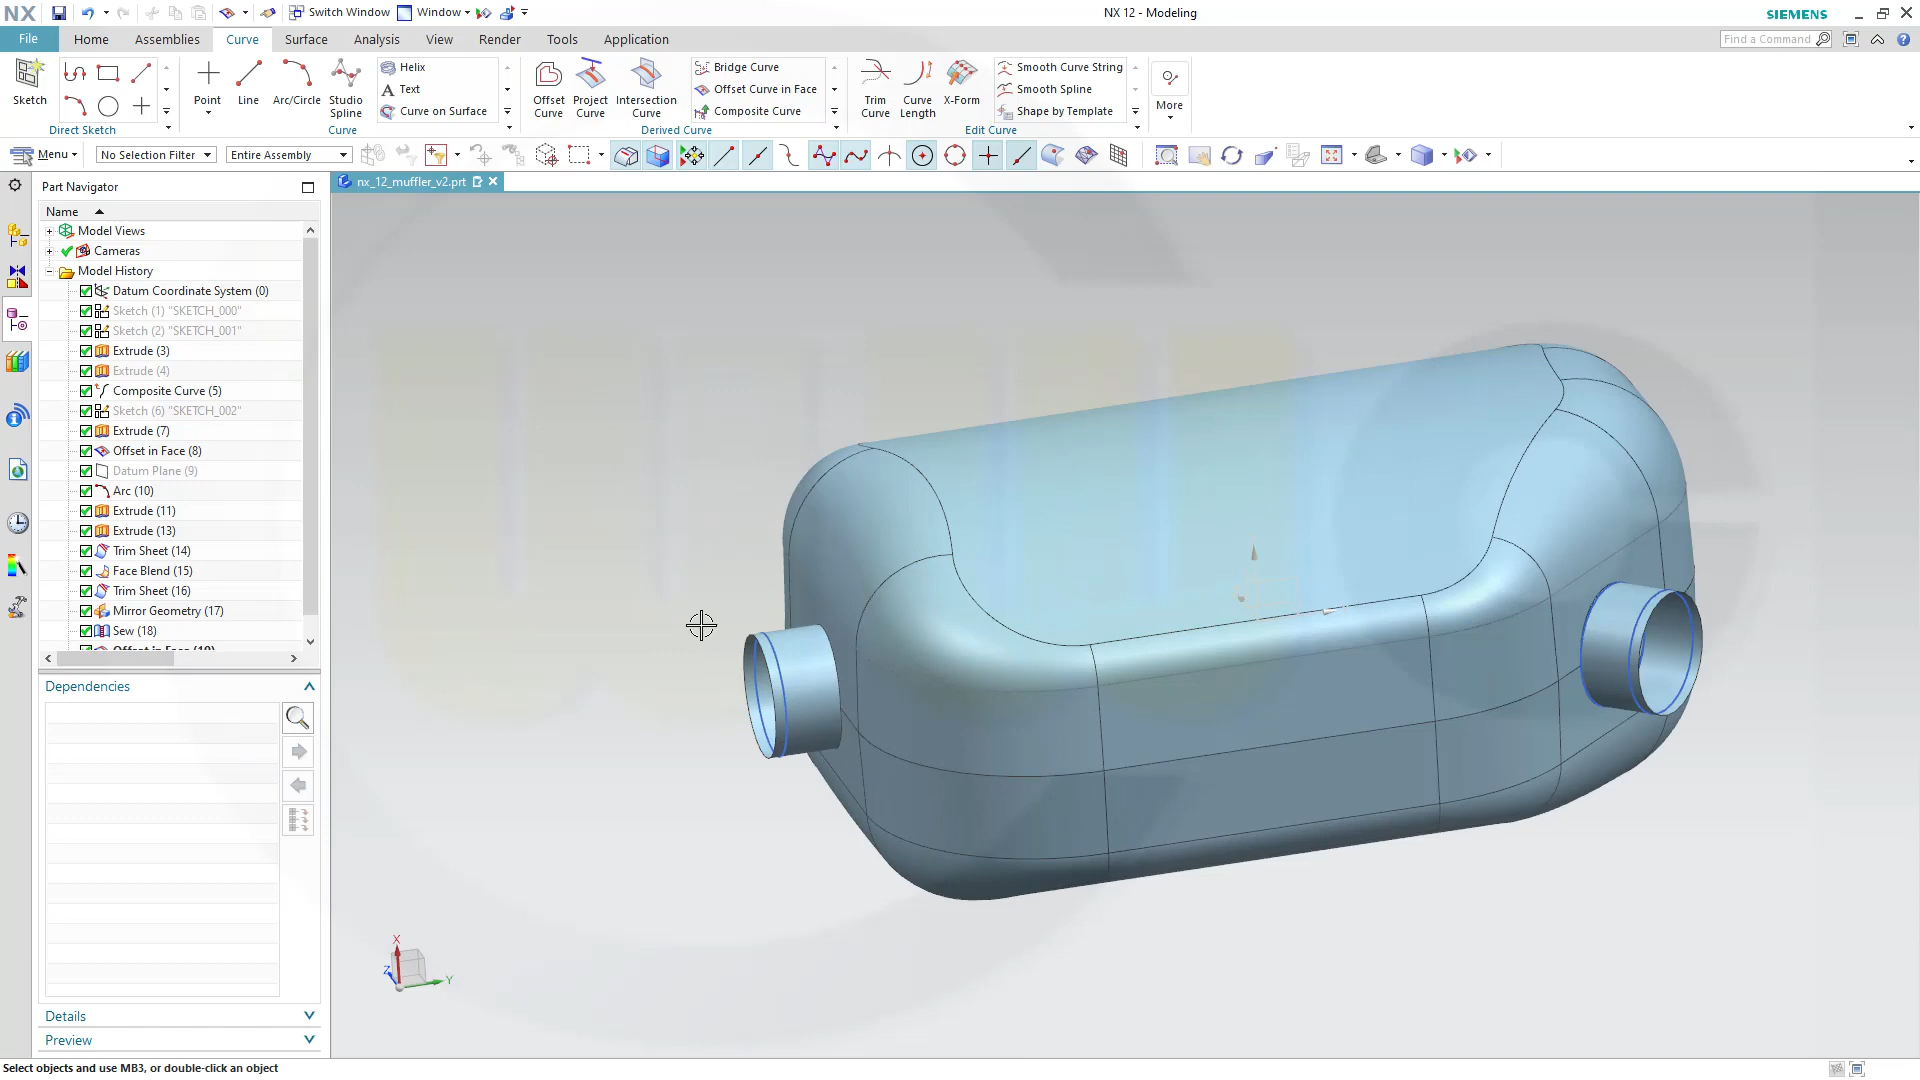 NX
Switch Window
Window
NX 12 - Modeling
SIEMENS
File
Home
Assemblies
Curve
Surface
Analysis
View
Render
Tools
Application
Find a Command
Sketch
Point
Line
Arc/Circle
Studio
Spline
Helix
Text
Curve on Surface
Offset
Curve
Project
Curve
Intersection
Curve
Bridge Curve
Offset Curve in Face
Composite Curve
Trim
Curve
Curve
Length
X-Form
Smooth Curve String
Smooth Spline
Shape by Template
More
Direct Sketch
Curve
Derived Curve
Edit Curve
Menu
No Selection Filter
Entire Assembly
Part Navigator
nx_12_muffler_v2.prt
Name
Model Views
Cameras
Model History
Datum Coordinate System (0)
Sketch (1) "SKETCH_000"
Sketch (2) "SKETCH_001"
Extrude (3)
Extrude (4)
Composite Curve (5)
Sketch (6) "SKETCH_002"
Extrude (7)
Offset in Face (8)
Datum Plane (9)
Arc (10)
Extrude (11)
Extrude (13)
Trim Sheet (14)
Face Blend (15)
Trim Sheet (16)
Mirror Geometry (17)
Sew (18)
Offset in Face (19)
Dependencies
Details
Preview
X
Z
Y
Select objects and use MB3, or double-click an object